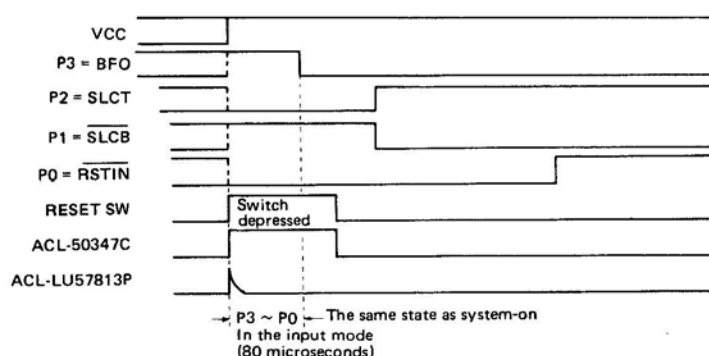 VCC
P3 = BFO
P2 = SLCT
P1 = SLCB
P0 = RSTIN
RESET SW
Switch
depressed
ACL-50347C
ACL-LU57813P
P3 ~ P0
The same state as system-on
In the input mode
(80 microseconds)